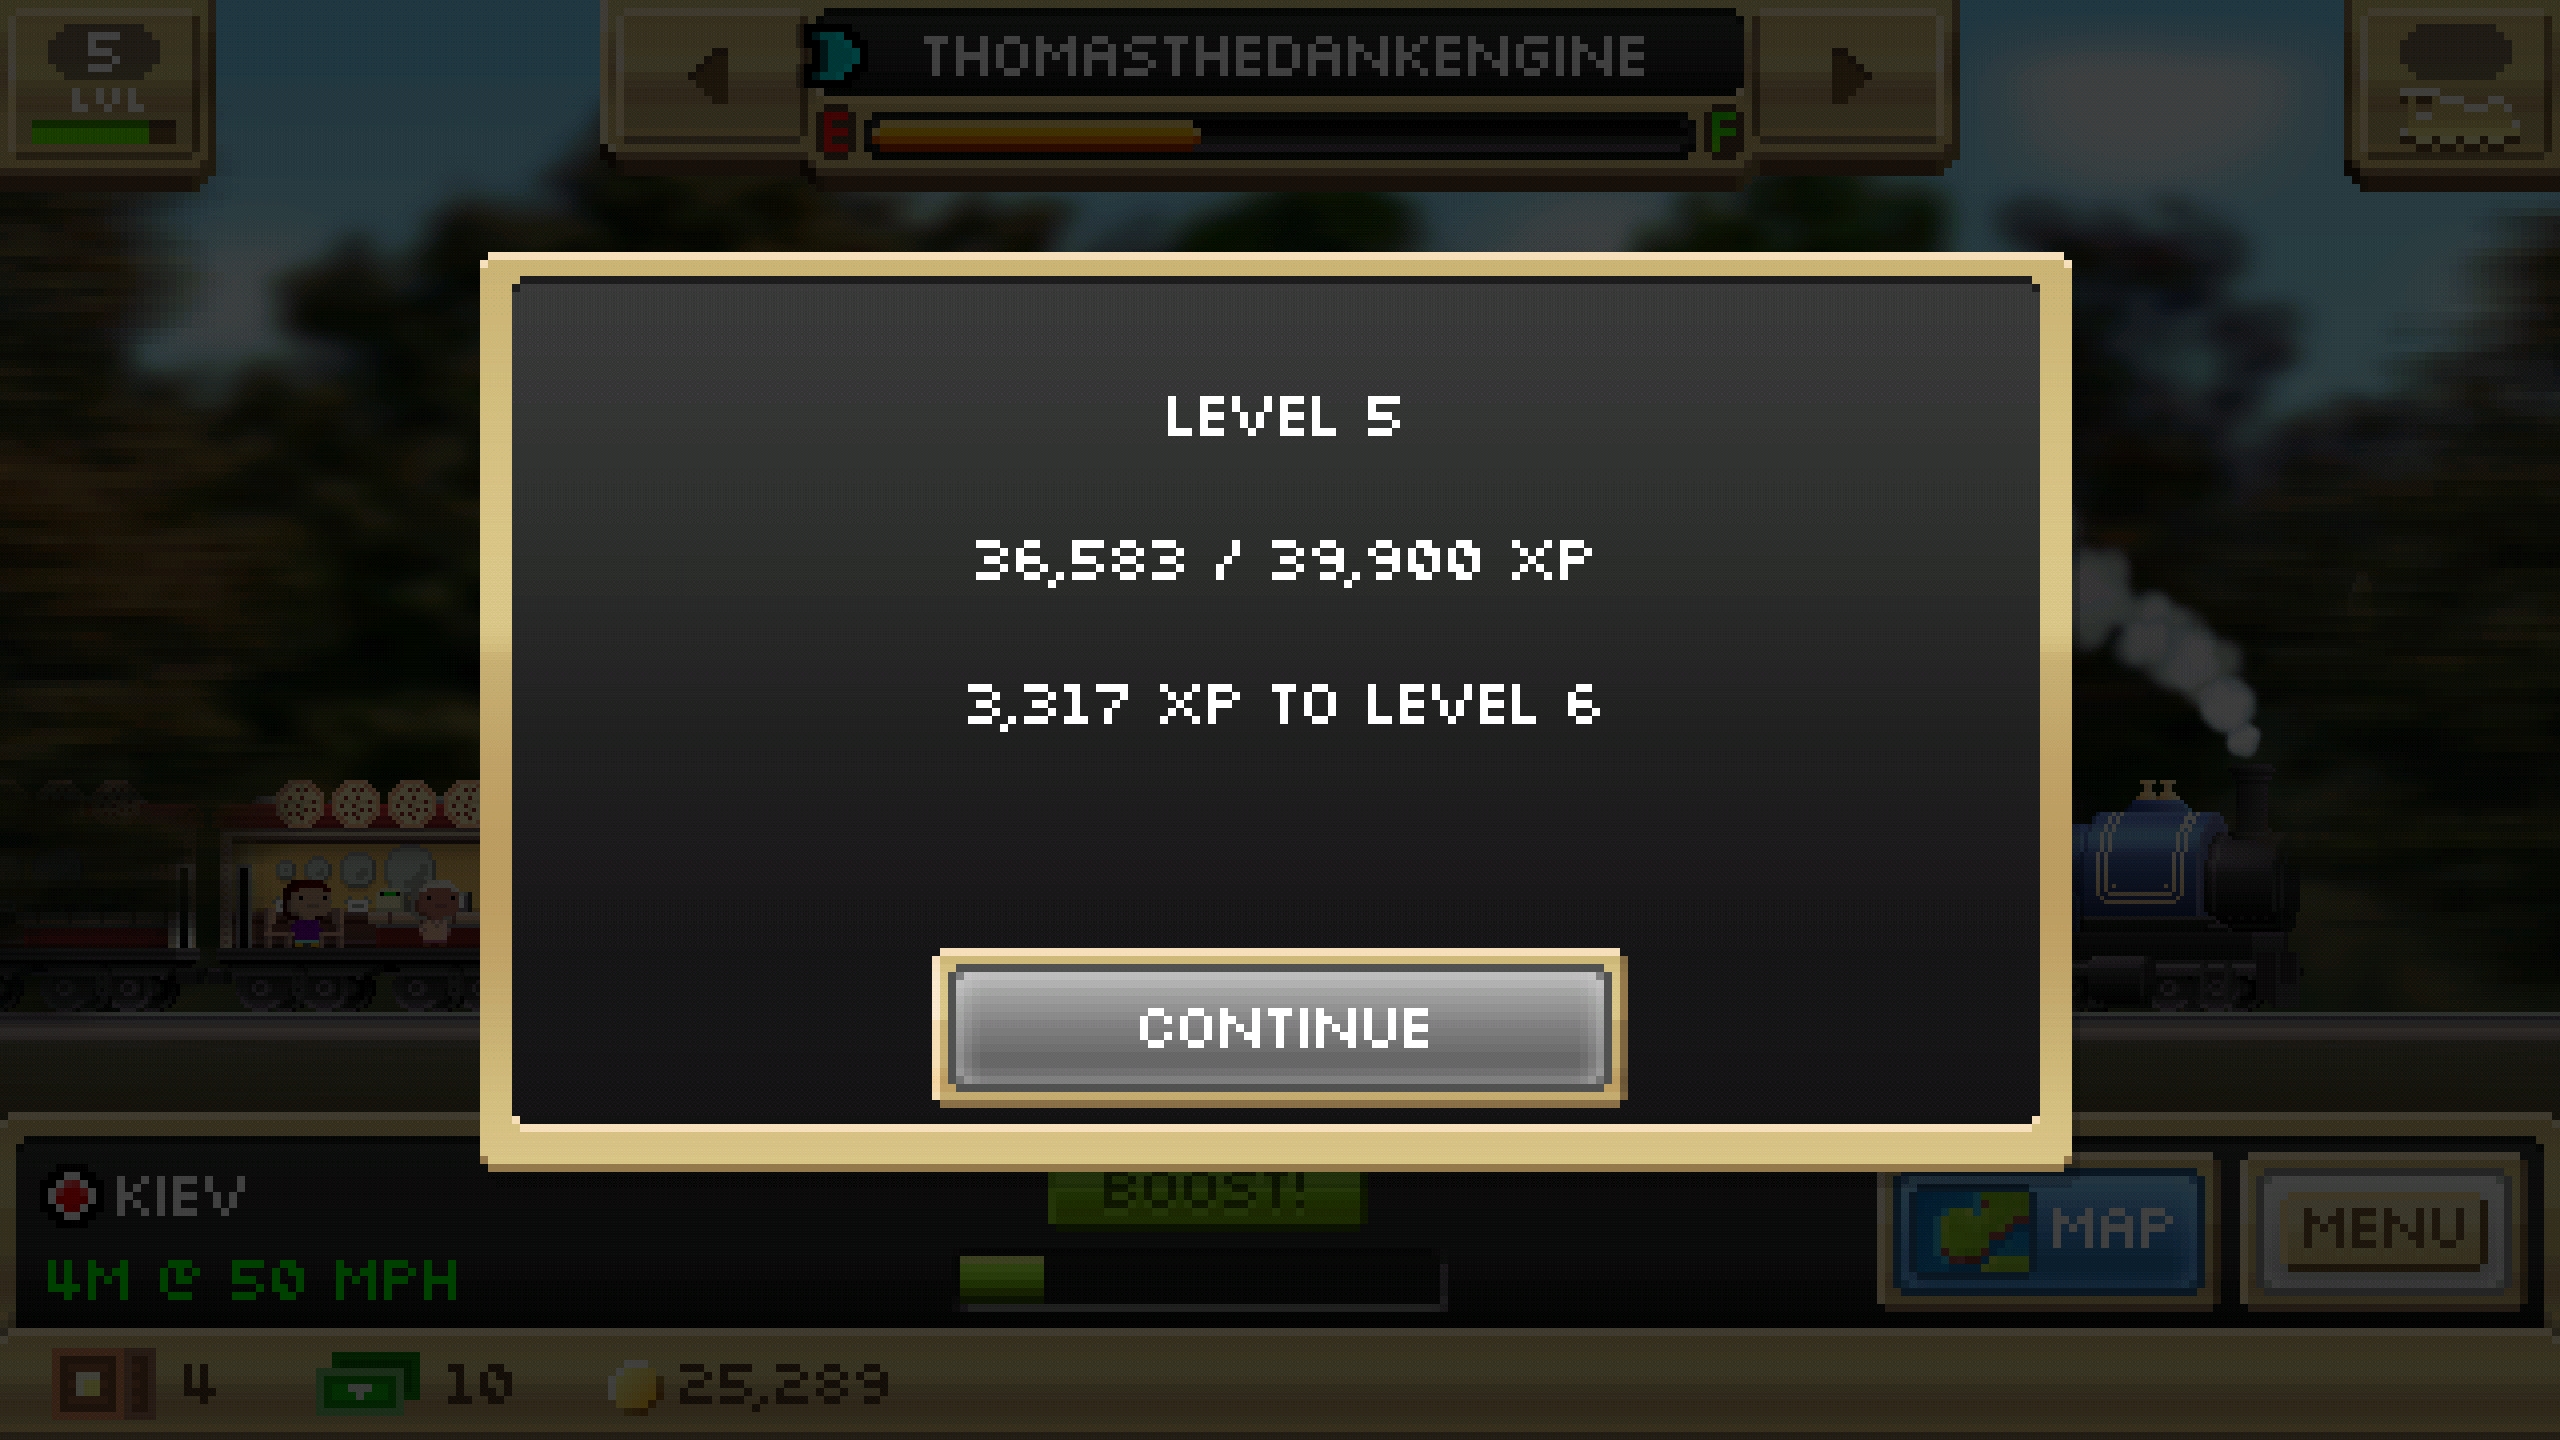 5
LVL
THOMASTHEDANKENGINE
E
F
LEVEL 5
36,583 / 39,900 XP
3,317 XP TO LEVEL 6
CONTINUE
KIEV
4M @ 50 MPH
BOOST!
MAP
MENU
4
10
25,289